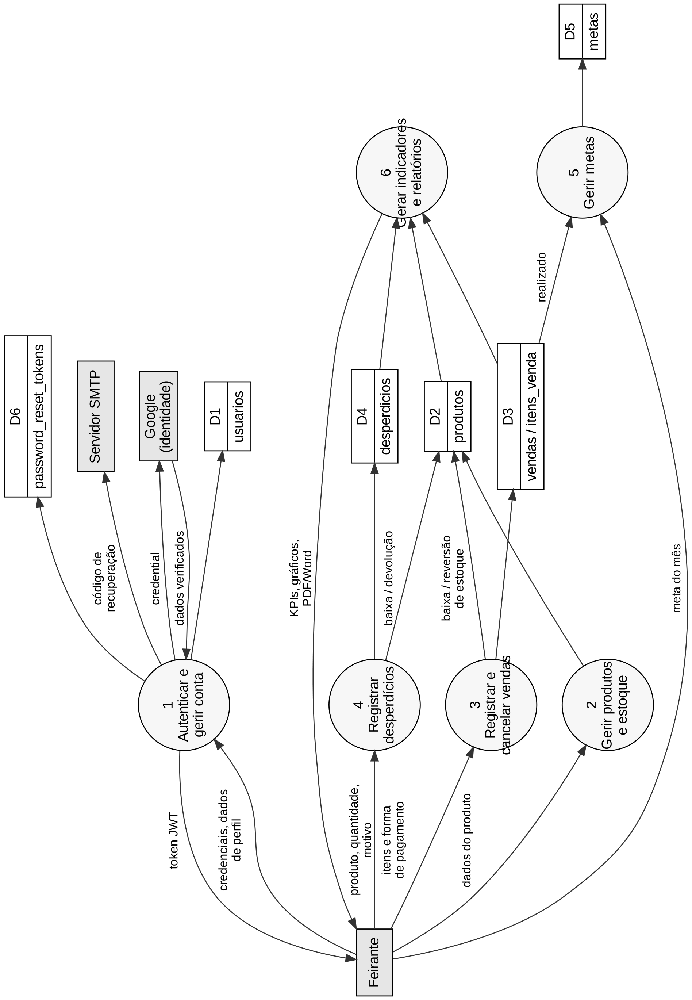 D6
password_reset_tokens
Servidor SMTP
Google
(identidade)
D1
usuarios
código de
recuperação
credential
dados verificados
1
Autenticar e
gerir conta
token JWT
credenciais, dados
de perfil
6
Gerar indicadores
e relatórios
D4
desperdicios
D2
produtos
D3
vendas / itens_venda
D5
metas
5
Gerir metas
realizado
KPIs, gráficos,
PDF/Word
baixa / devolução
baixa / reversão
de estoque
meta do mês
4
Registrar
desperdícios
3
Registrar e
cancelar vendas
2
Gerir produtos
e estoque
produto, quantidade,
motivo
itens e forma
de pagamento
dados do produto
Feirante